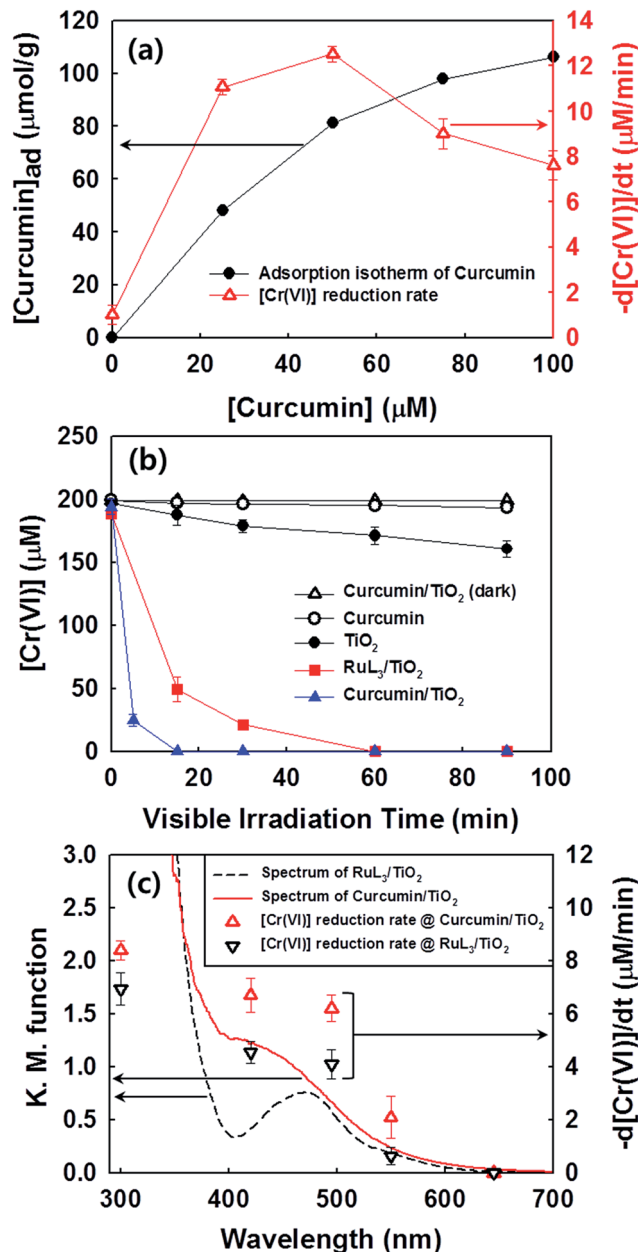 (a)
[Curcumin]ad (μmol/g)
120
100
80
60
40
20
0
14
12
10
8
6
4
2
0
-d[Cr(VI)]/dt (μM/min)
Adsorption isotherm of Curcumin
[Cr(VI)] reduction rate
0 20 40 60 80 100
[Curcumin] (μM)
(b)
[Cr(VI)] (μM)
250
200
150
100
50
0
Curcumin/TiO2 (dark)
Curcumin
TiO2
RuL3/TiO2
Curcumin/TiO2
0 20 40 60 80 100
Visible Irradiation Time (min)
(c)
K. M. function
3.0
2.5
2.0
1.5
1.0
0.5
0.0
Spectrum of RuL3/TiO2
Spectrum of Curcumin/TiO2
[Cr(VI)] reduction rate @ Curcumin/TiO2
[Cr(VI)] reduction rate @ RuL3/TiO2
12
10
8
6
4
2
0
-d[Cr(VI)]/dt (μM/min)
300 400 500 600 700
Wavelength (nm)